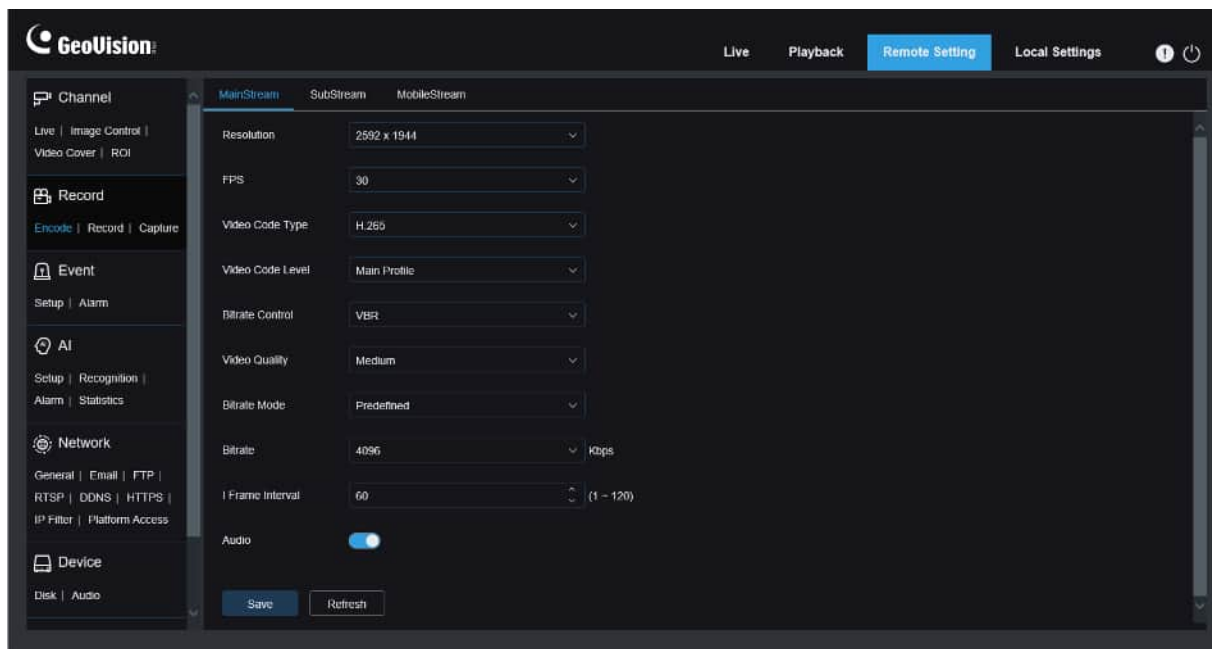 GeoVision
Live Playback Remote Setting Local Settings
Channel
Live | Image Control |
Video Cover | ROI
Record
Encode | Record | Capture
Event
Setup | Alarm
AI
Setup | Recognition |
Alarm | Statistics
Network
General | Email | FTP |
RTSP | DDNS | HTTPS |
IP Filter | Platform Access
Device
Disk | Audio
MainStream SubStream MobileStream
Resolution 2592 x 1944
FPS 30
Video Code Type H.265
Video Code Level Main Profile
Bitrate Control VBR
Video Quality Medium
Bitrate Mode Predefined
Bitrate 4096 Kbps
I Frame Interval 60 (1 ~ 120)
Audio
Save Refresh